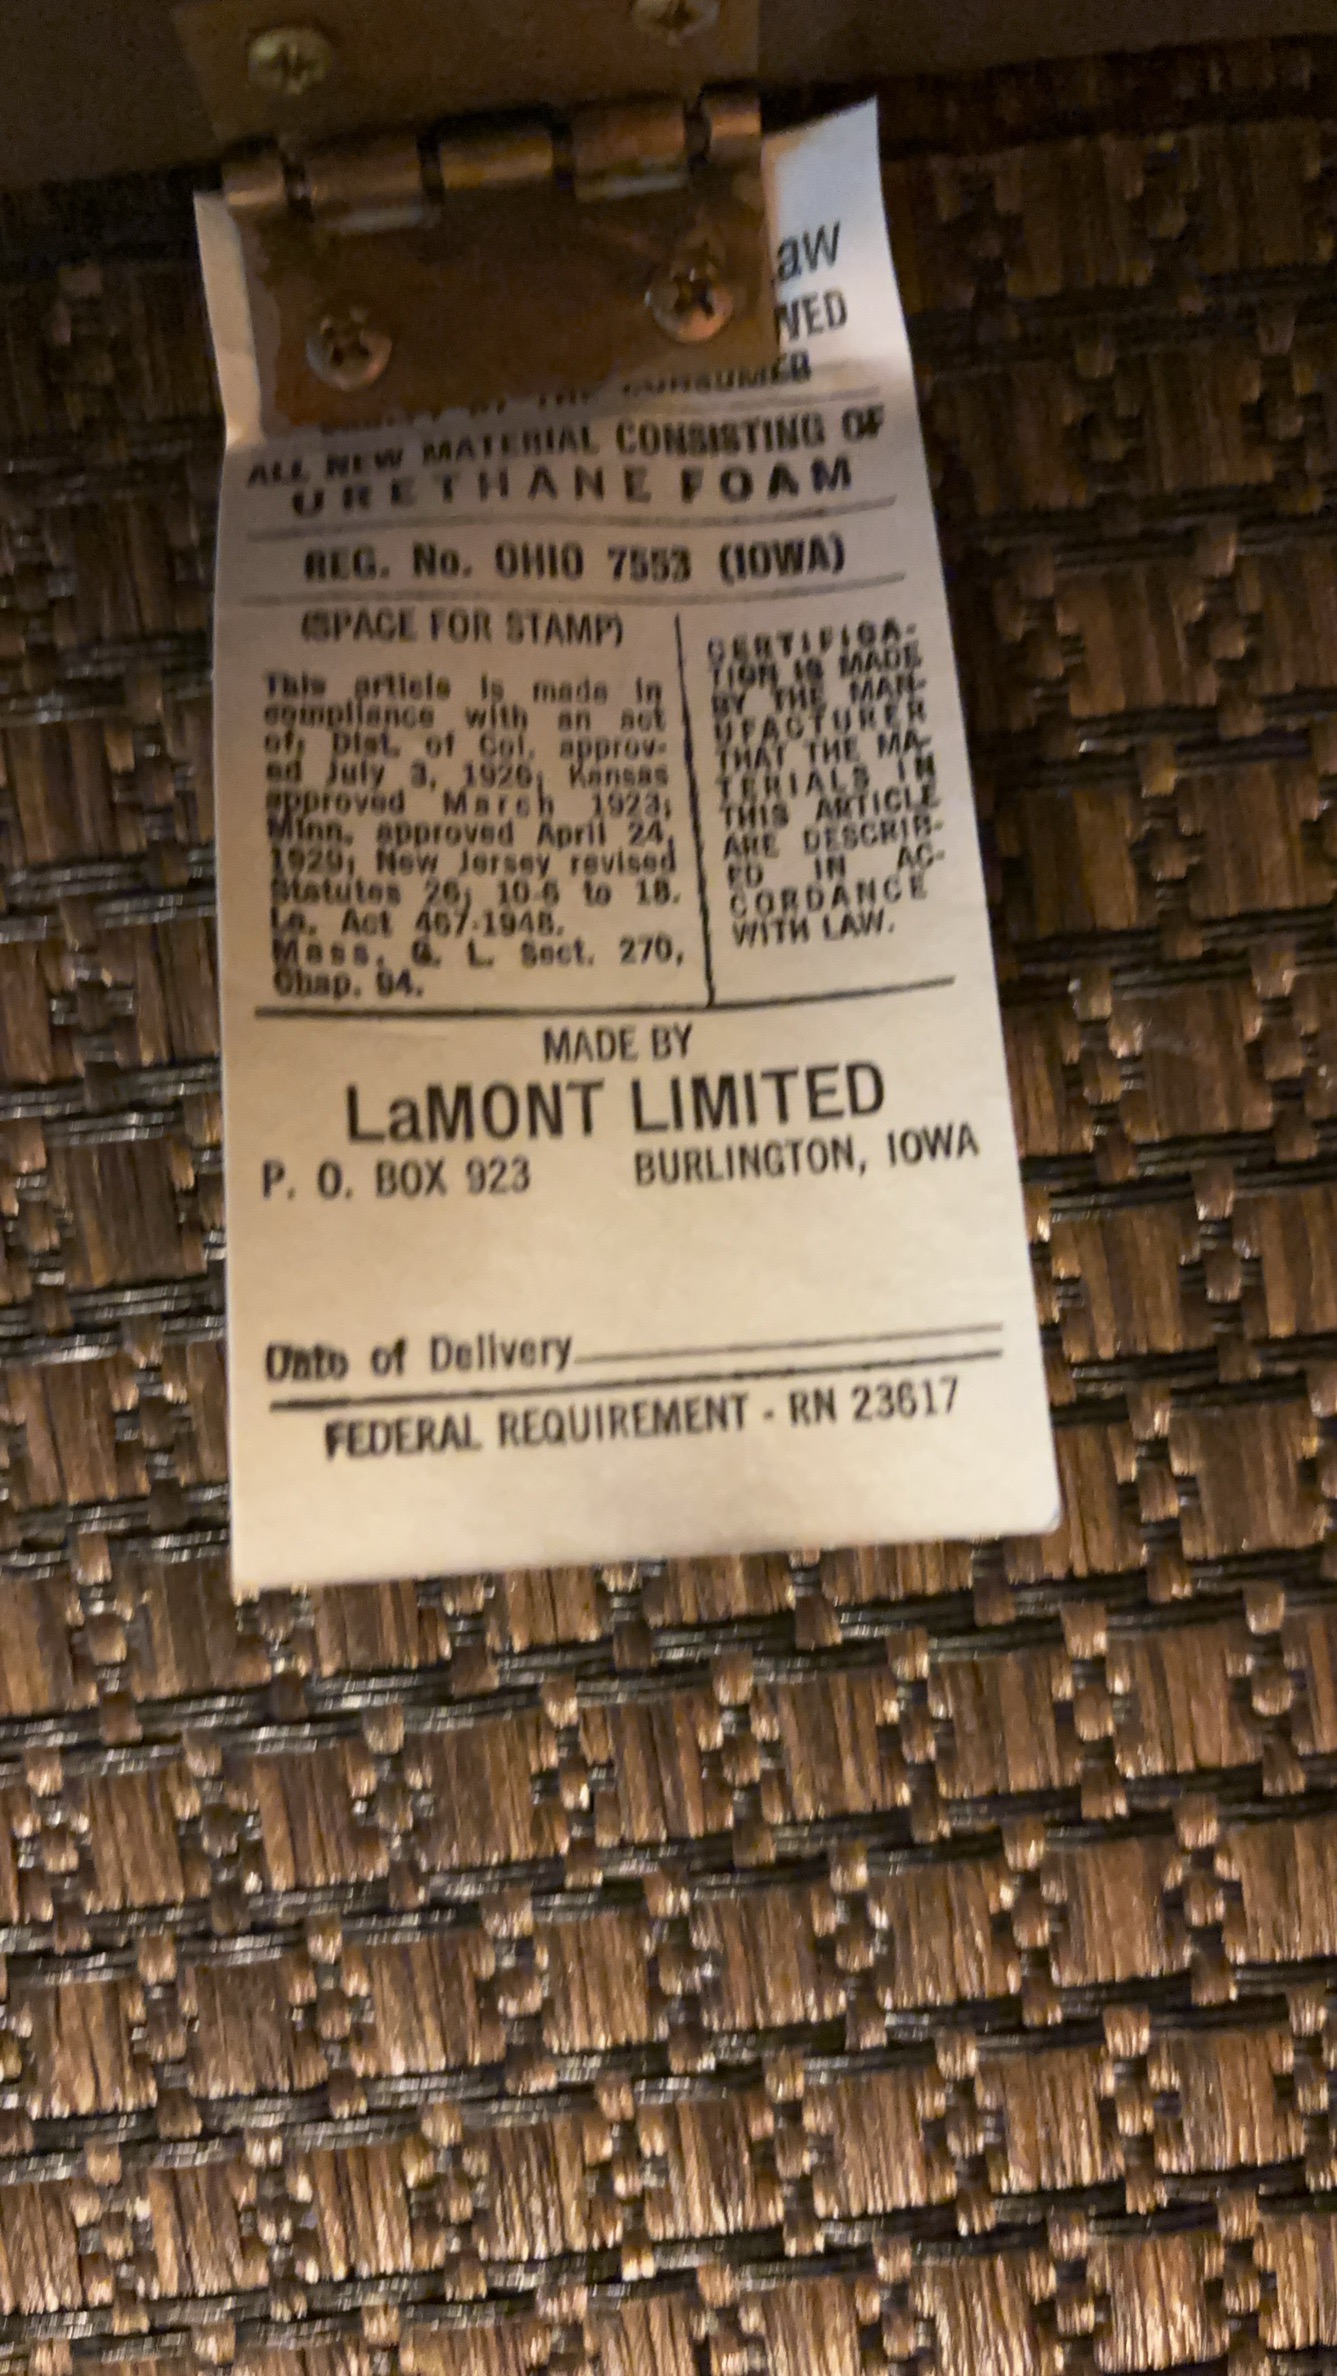 aw
VED
CONSUMER
ALL NEW MATERIAL CONSISTING OF
URETHANE FOAM
REG. No. OHIO 7553 (IOWA)
(SPACE FOR STAMP)
This article is made in
compliance with an act
of; Dist. of Col. approv-
ed July 3, 1926; Kansas
approved March 1923;
Minn. approved April 24,
1929; New Jersey revised
Statutes 26; 10-6 to 18.
La. Act 467-1948.
Mass. G. L. Sect. 270,
Chap. 94.
CERTIFICA-
TION IS MADE
BY THE MAN-
UFACTURER
THAT THE MA-
TERIALS IN
THIS ARTICLE
ARE DESCRIB-
ED IN AC-
CORDANCE
WITH LAW.
MADE BY
LaMONT LIMITED
P. O. BOX 923 BURLINGTON, IOWA
Date of Delivery
FEDERAL REQUIREMENT - RN 23617